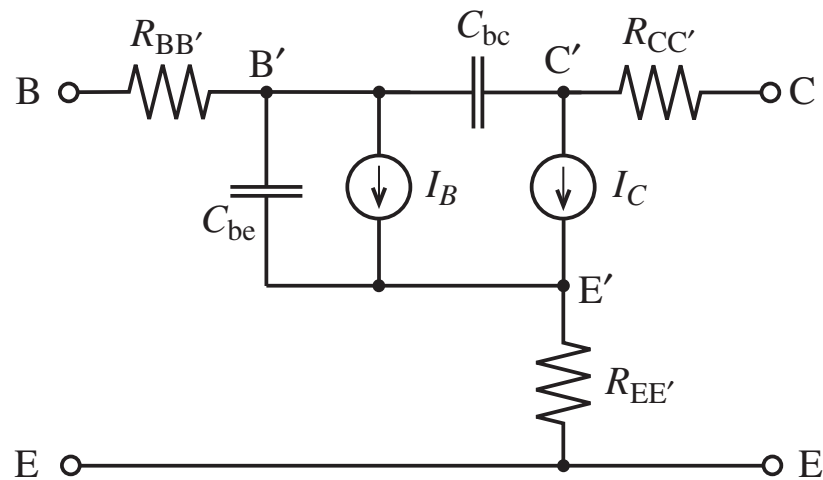 R_BB′
C_bc
R_CC′
B
B′
C′
C
I_B
I_C
C_be
E′
R_EE′
E
E